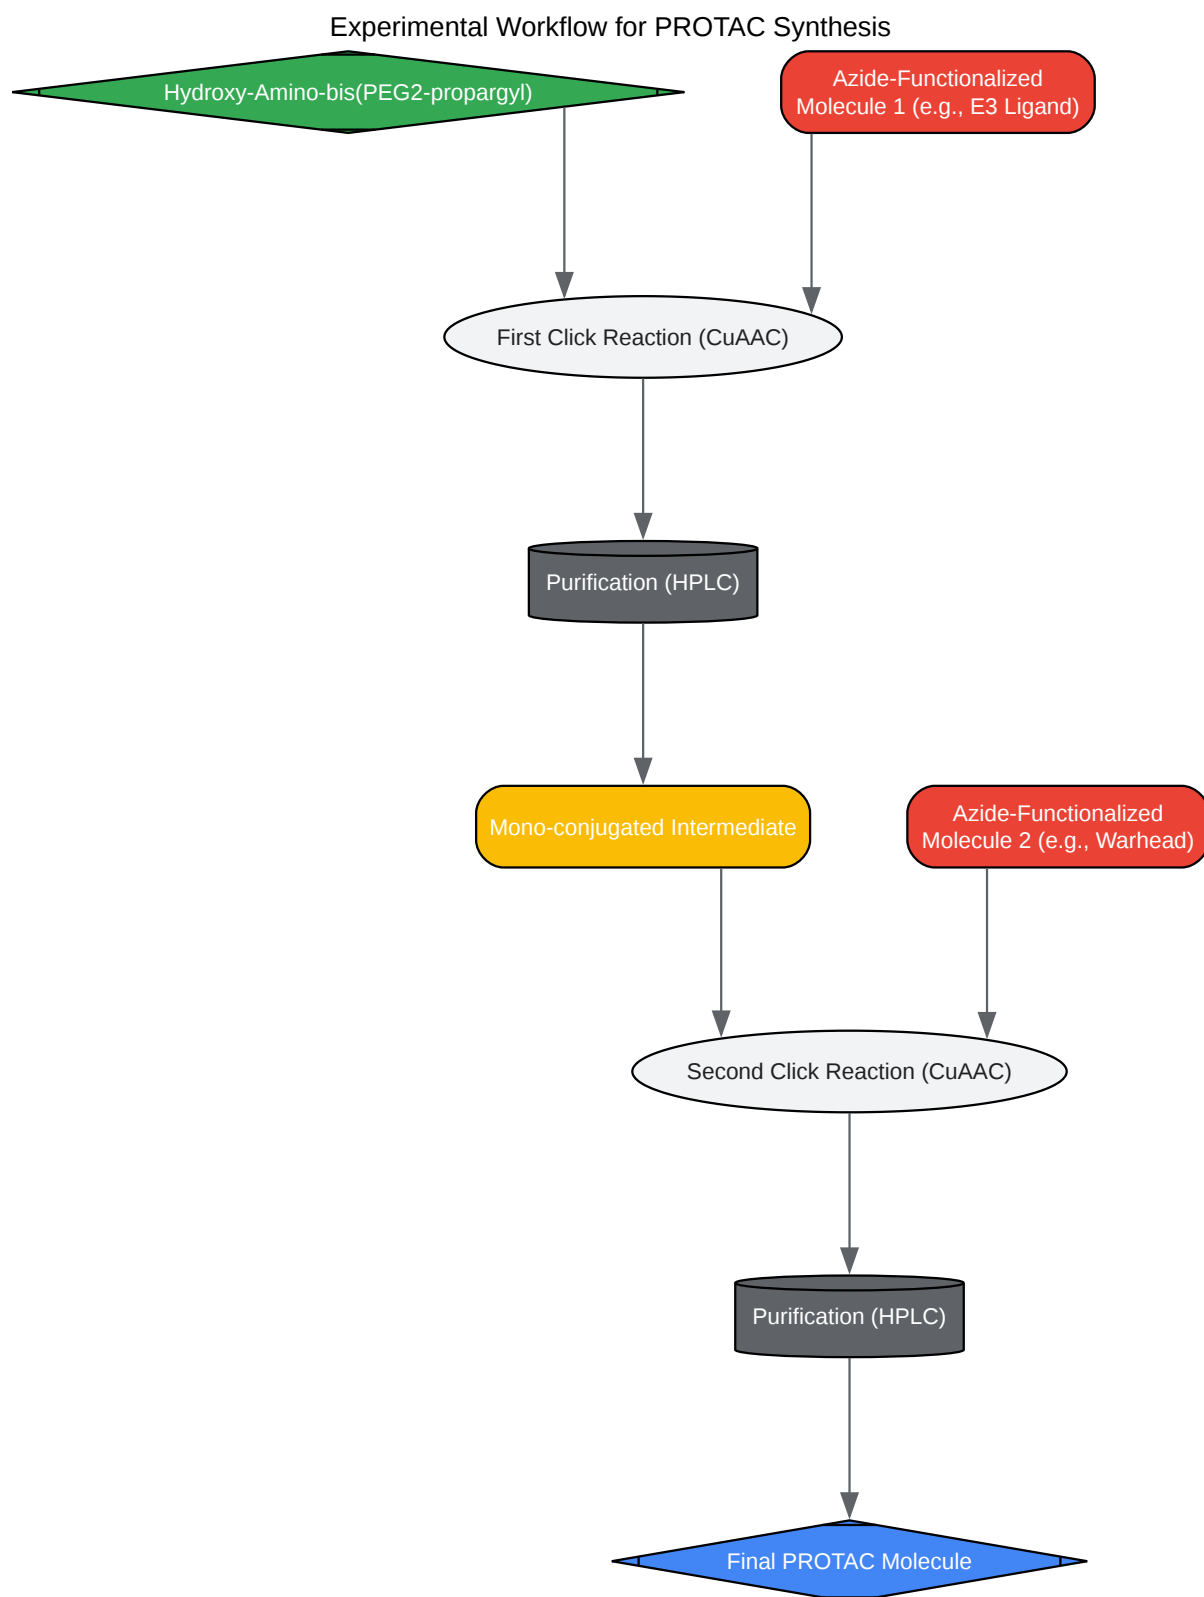 Experimental Workflow for PROTAC Synthesis
Hydroxy-Amino-bis(PEG2-propargyl)
Azide-Functionalized
Molecule 1 (e.g., E3 Ligand)
First Click Reaction (CuAAC)
Purification (HPLC)
Mono-conjugated Intermediate
Azide-Functionalized
Molecule 2 (e.g., Warhead)
Second Click Reaction (CuAAC)
Purification (HPLC)
Final PROTAC Molecule